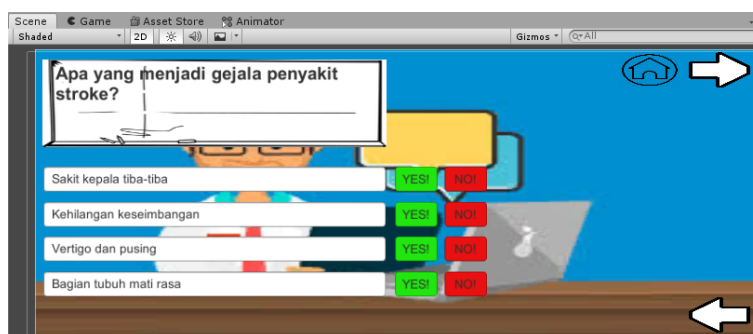 Scene Game Asset Store Animator
Shaded 2D Gizmos All
Apa yang menjadi gejala penyakit
stroke?
Sakit kepala tiba-tiba YES! NO!
Kehilangan keseimbangan YES! NO!
Vertigo dan pusing YES! NO!
Bagian tubuh mati rasa YES! NO!